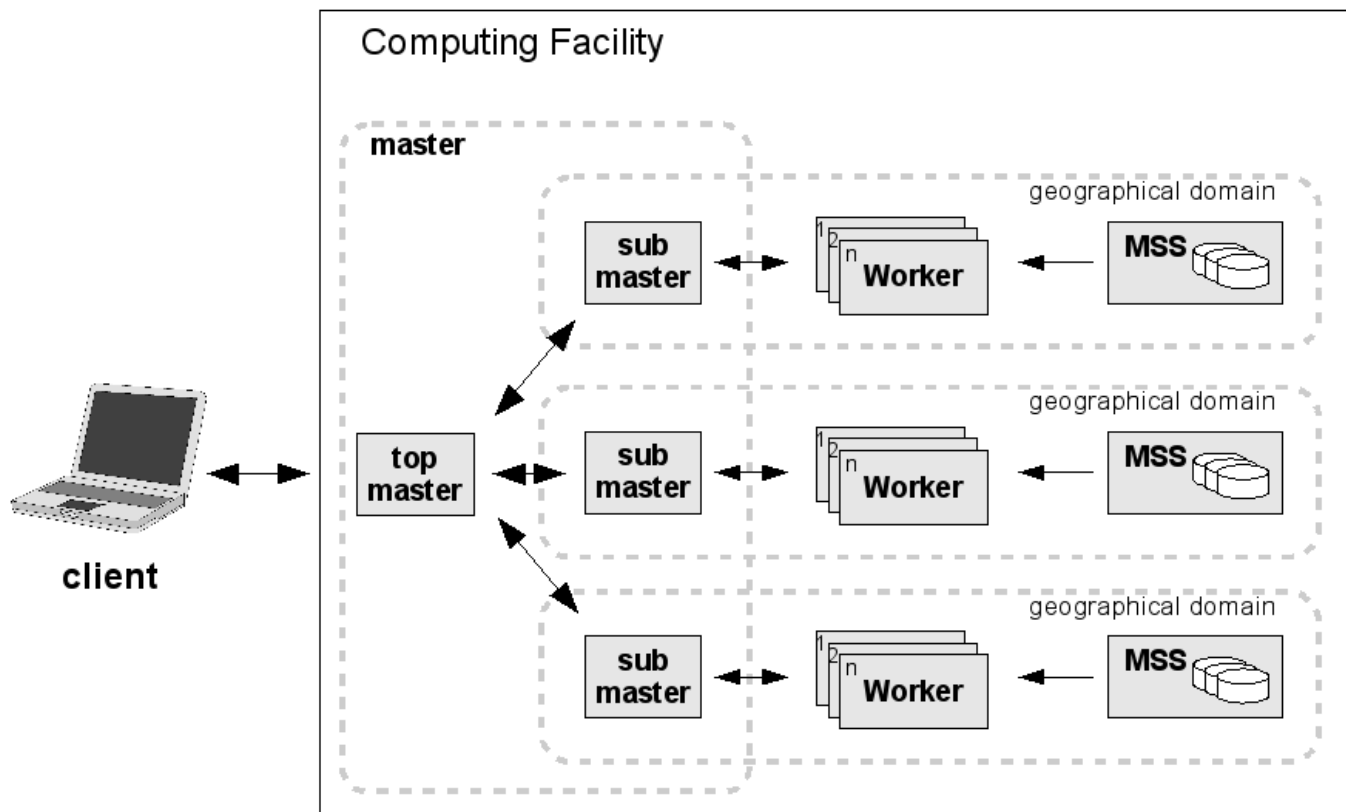 Computing Facility
master
geographical domain
sub
master
1
2
n
Worker
MSS
client
top
master
geographical domain
sub
master
1
2
n
Worker
MSS
geographical domain
sub
master
1
2
n
Worker
MSS